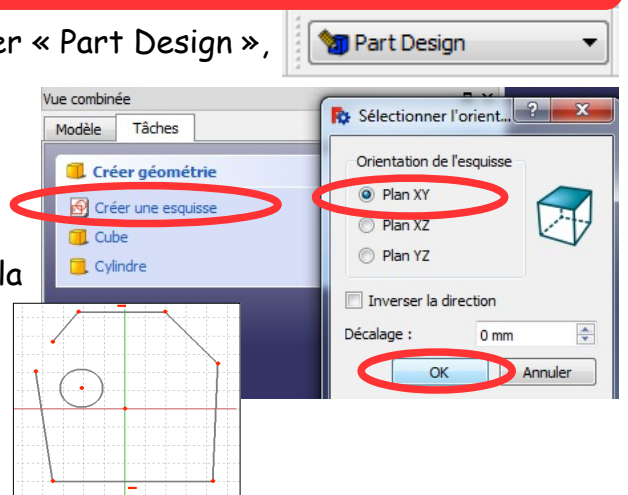 er « Part Design »,
Part Design
Vue combinée
Modèle
Tâches
Créer géométrie
Créer une esquisse
Cube
Cylindre
la
Sélectionner l'orient...
Orientation de l'esquisse
Plan XY
Plan XZ
Plan YZ
Inverser la direction
Décalage :
0 mm
OK
Annuler